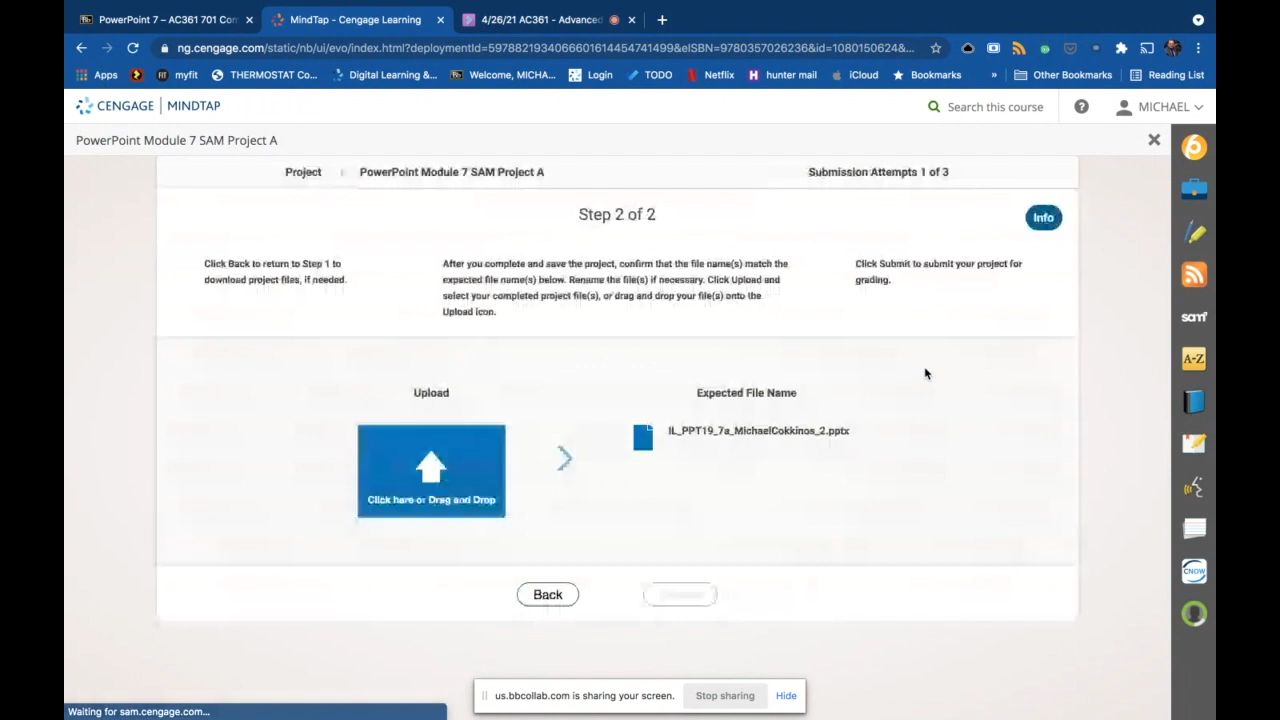 PowerPoint 7 – AC361 701 Con
MindTap - Cengage Learning
4/26/21 AC361 - Advanced
ng.cengage.com/static/nb/ui/evo/index.html?deploymentId=5978821934066601614454741499&eISBN=9780357026236&id=1080150624&...
Apps
myfit
THERMOSTAT Co...
Digital Learning &...
Welcome, MICHA...
Login
TODO
Netflix
hunter mail
iCloud
Bookmarks
»
Other Bookmarks
Reading List
CENGAGE | MINDTAP
Search this course
MICHAEL
PowerPoint Module 7 SAM Project A
Project
PowerPoint Module 7 SAM Project A
Submission Attempts 1 of 3
Step 2 of 2
Info
Click Back to return to Step 1 to
download project files, if needed.
After you complete and save the project, confirm that the file name(s) match the
expected file name(s) below. Rename the file(s) if necessary. Click Upload and
select your completed project file(s), or drag and drop your file(s) onto the
Upload icon.
Click Submit to submit your project for
grading.
Upload
Expected File Name
IL_PPT19_7a_MichaelCokkinos_2.pptx
Click here or Drag and Drop
Back
sam
A-Z
CNOW
us.bbcollab.com is sharing your screen.
Stop sharing
Hide
Waiting for sam.cengage.com...